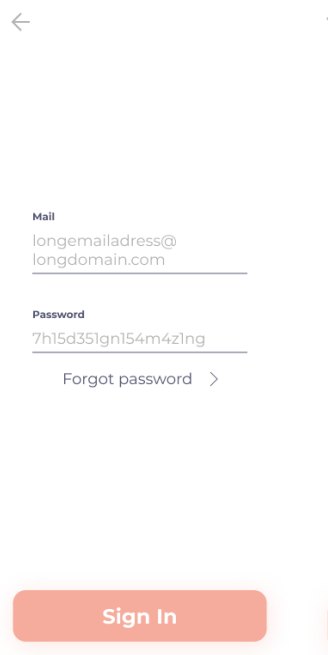 Mail
longemailadress@
longdomain.com
Password
7h15d351gn154m4z1ng
Forgot password
Sign In